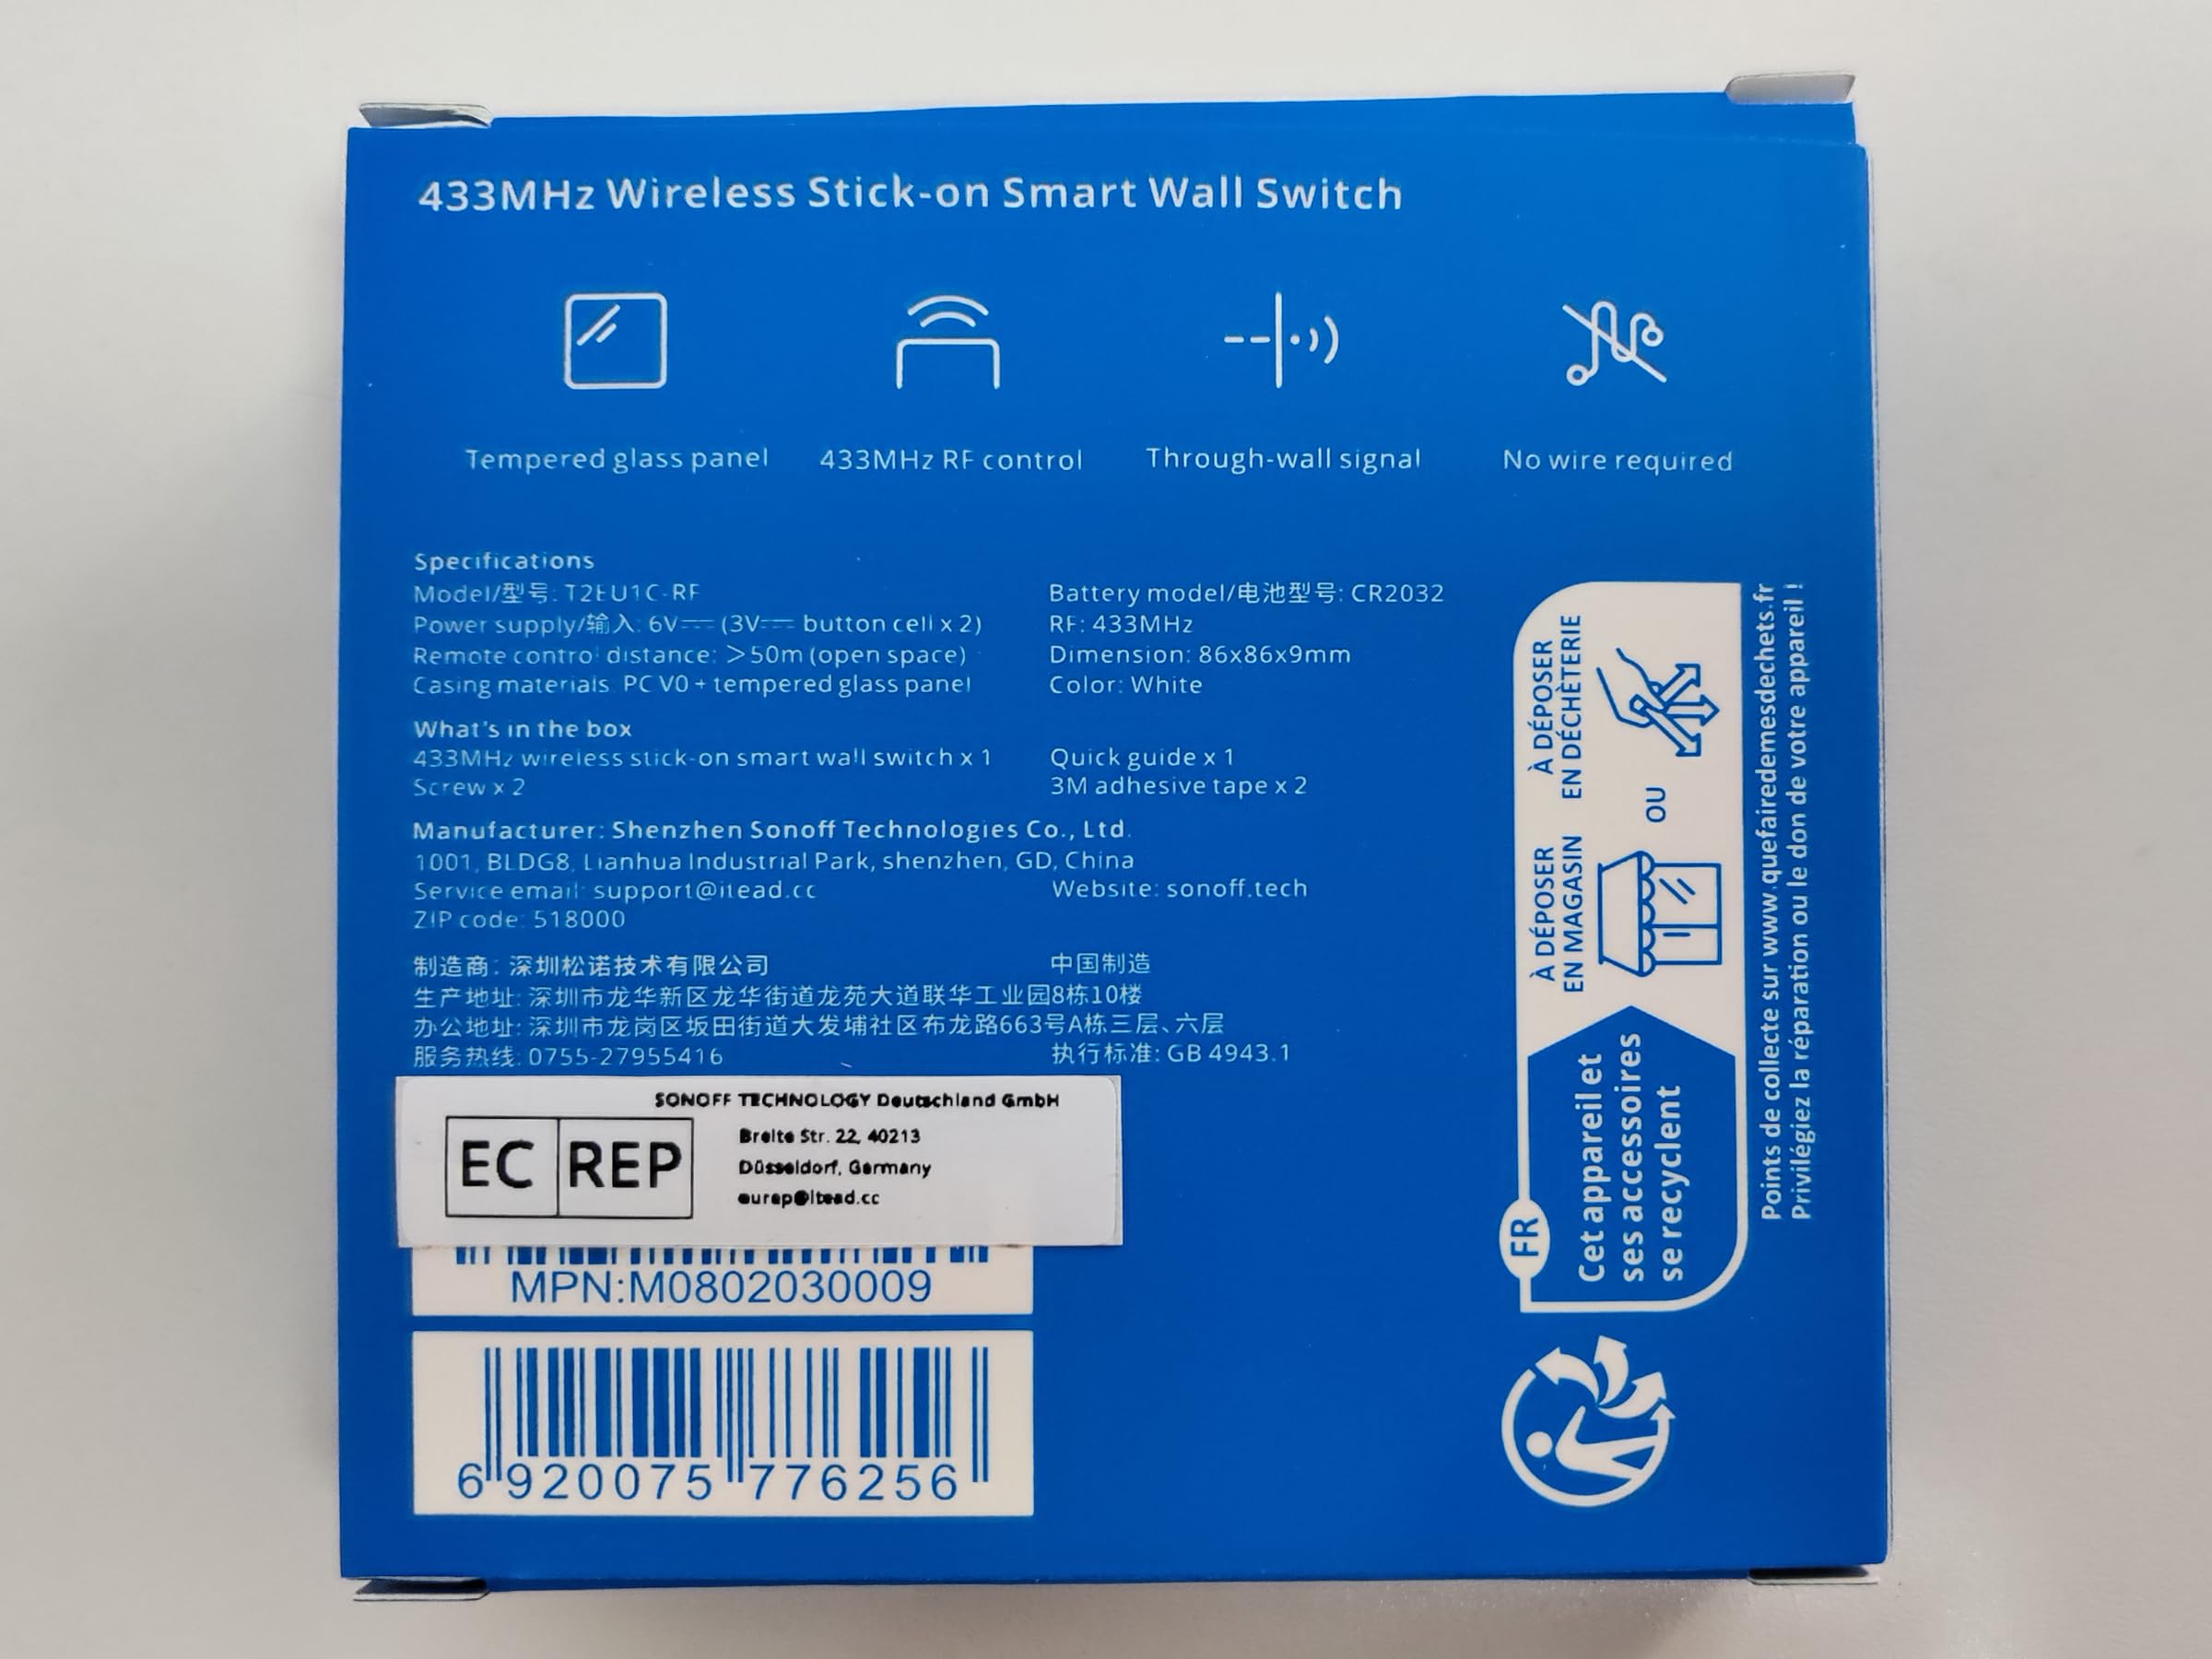 433MHz Wireless Stick-on Smart Wall Switch
Tempered glass panel
433MHz RF control
Through-wall signal
No wire required
Specifications
Model/型号: T2EU1C-RF
Power supply/输入: 6V⎓ (3V⎓ button cell x 2)
Remote control distance: >50m (open space)
Casing materials: PC V0 + tempered glass panel
Battery model/电池型号: CR2032
RF: 433MHz
Dimension: 86x86x9mm
Color: White
What's in the box
433MHz wireless stick-on smart wall switch x 1
Screw x 2
Quick guide x 1
3M adhesive tape x 2
Manufacturer: Shenzhen Sonoff Technologies Co., Ltd.
1001, BLDG8, Lianhua Industrial Park, shenzhen, GD, China
Service email: support@itead.cc
Website: sonoff.tech
ZIP code: 518000
制造商: 深圳松诺技术有限公司
中国制造
生产地址: 深圳市龙华新区龙华街道龙苑大道联华工业园8栋10楼
办公地址: 深圳市龙岗区坂田街道大发埔社区布龙路663号A栋三层、六层
服务热线: 0755-27955416
执行标准: GB 4943.1
SONOFF TECHNOLOGY Deutschland GmbH
EC REP
Breite Str. 22, 40213
Düsseldorf, Germany
eurep@itead.cc
MPN:M0802030009
6 920075 776256
FR
Cet appareil et
ses accessoires
se recyclent
À DÉPOSER
EN MAGASIN
OU
À DÉPOSER
EN DÉCHÈTERIE
Points de collecte sur www.quefairedemesdechets.fr
Privilégiez la réparation ou le don de votre appareil !